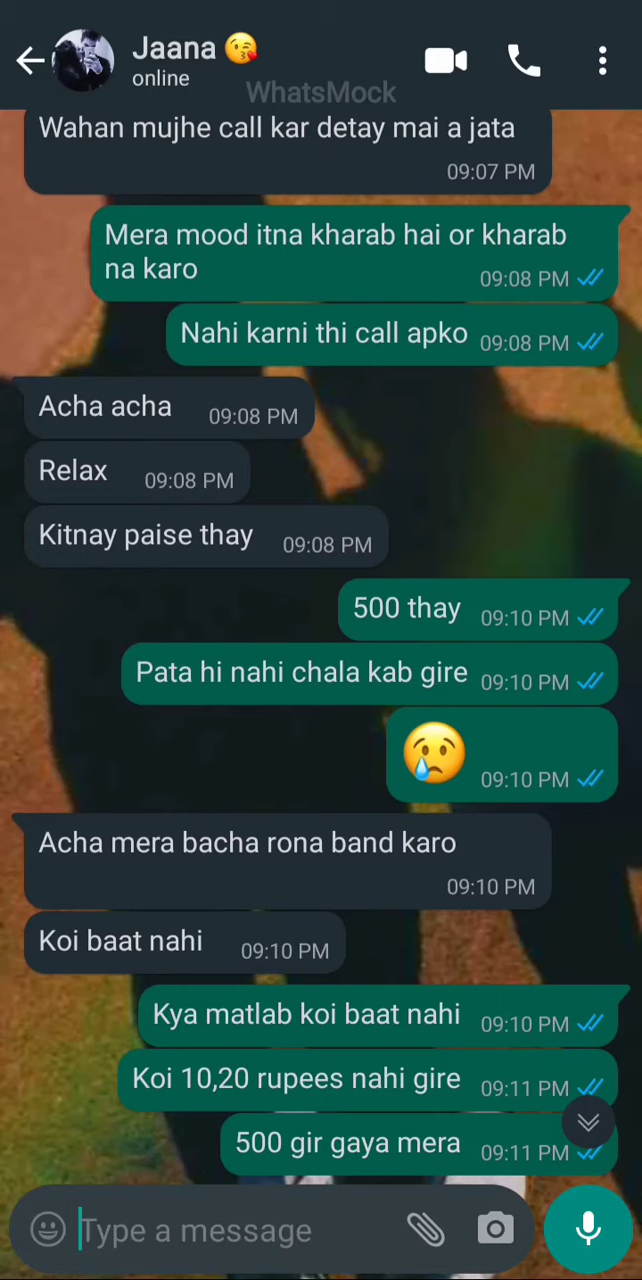 Jaana 😘
online
WhatsMock
Wahan mujhe call kar detay mai a jata
09:07 PM
Mera mood itna kharab hai or kharab
na karo 09:08 PM
Nahi karni thi call apko 09:08 PM
Acha acha 09:08 PM
Relax 09:08 PM
Kitnay paise thay 09:08 PM
500 thay 09:10 PM
Pata hi nahi chala kab gire 09:10 PM
😢 09:10 PM
Acha mera bacha rona band karo
09:10 PM
Koi baat nahi 09:10 PM
Kya matlab koi baat nahi 09:10 PM
Koi 10,20 rupees nahi gire 09:11 PM
500 gir gaya mera 09:11 PM
Type a message